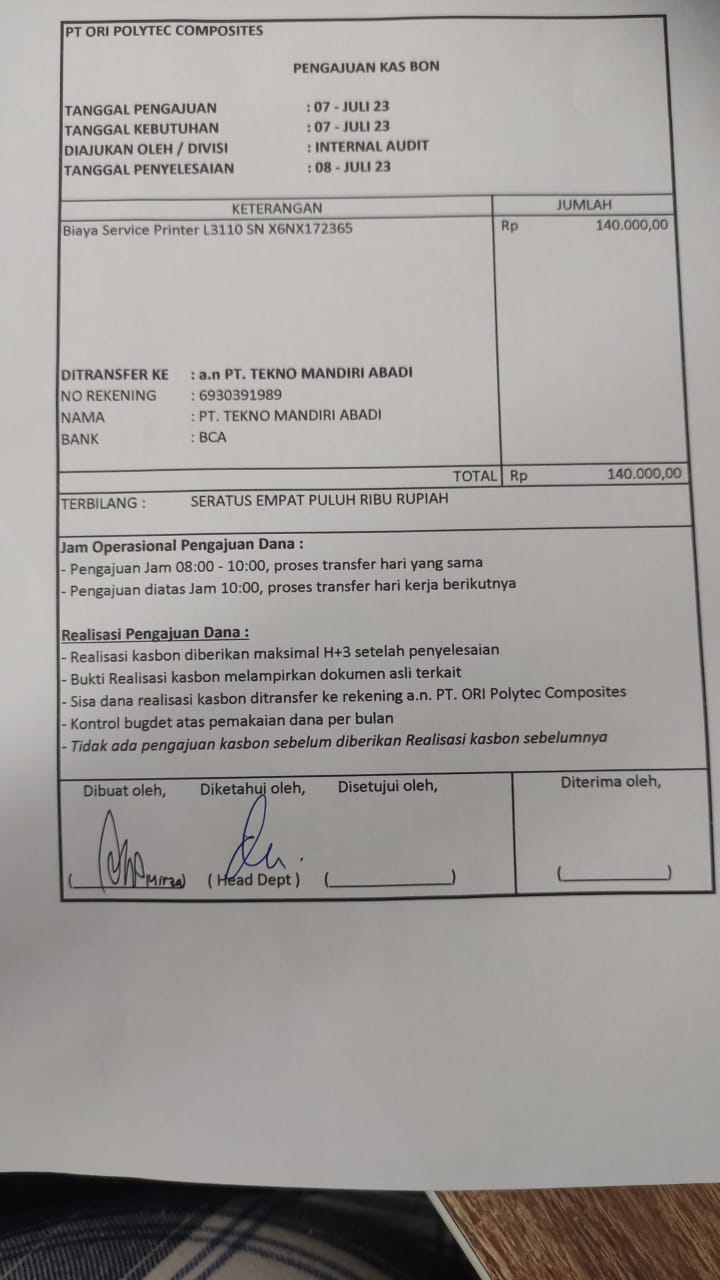 PT ORI POLYTEC COMPOSITES
PENGAJUAN KAS BON
TANGGAL PENGAJUAN : 07 - JULI 23
TANGGAL KEBUTUHAN : 07 - JULI 23
DIAJUKAN OLEH / DIVISI : INTERNAL AUDIT
TANGGAL PENYELESAIAN : 08 - JULI 23
KETERANGAN JUMLAH
Biaya Service Printer L3110 SN X6NX172365 Rp 140.000,00
DITRANSFER KE : a.n PT. TEKNO MANDIRI ABADI
NO REKENING : 6930391989
NAMA : PT. TEKNO MANDIRI ABADI
BANK : BCA
TOTAL Rp 140.000,00
TERBILANG : SERATUS EMPAT PULUH RIBU RUPIAH
Jam Operasional Pengajuan Dana :
- Pengajuan Jam 08:00 - 10:00, proses transfer hari yang sama
- Pengajuan diatas Jam 10:00, proses transfer hari kerja berikutnya
Realisasi Pengajuan Dana :
- Realisasi kasbon diberikan maksimal H+3 setelah penyelesaian
- Bukti Realisasi kasbon melampirkan dokumen asli terkait
- Sisa dana realisasi kasbon ditransfer ke rekening a.n. PT. ORI Polytec Composites
- Kontrol bugdet atas pemakaian dana per bulan
- Tidak ada pengajuan kasbon sebelum diberikan Realisasi kasbon sebelumnya
Dibuat oleh, Diketahui oleh, Disetujui oleh, Diterima oleh,
(Mirza) ( Head Dept ) (____________) (____________)